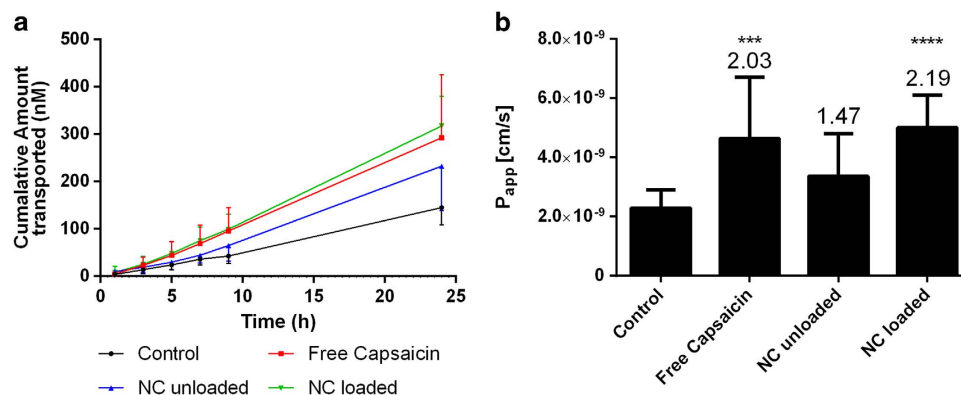 a
Cumalative Amount
transported (nM)
500
400
300
200
100
0
0 5 10 15 20 25
Time (h)
Control
Free Capsaicin
NC unloaded
NC loaded
b
Papp [cm/s]
8.0×10-9
6.0×10-9
4.0×10-9
2.0×10-9
0
***
2.03
1.47
****
2.19
Control
Free Capsaicin
NC unloaded
NC loaded